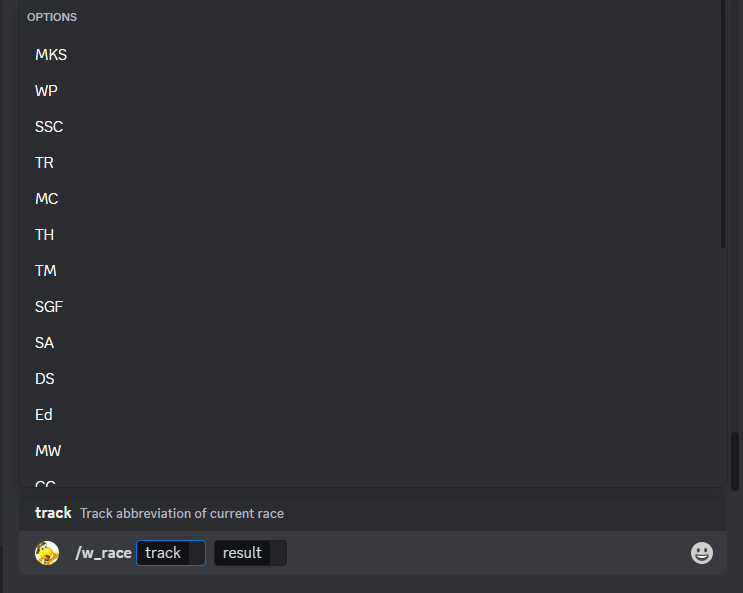 OPTIONS
MKS
WP
SSC
TR
MC
TH
TM
SGF
SA
DS
Ed
MW
track Track abbreviation of current race
/w_race track result